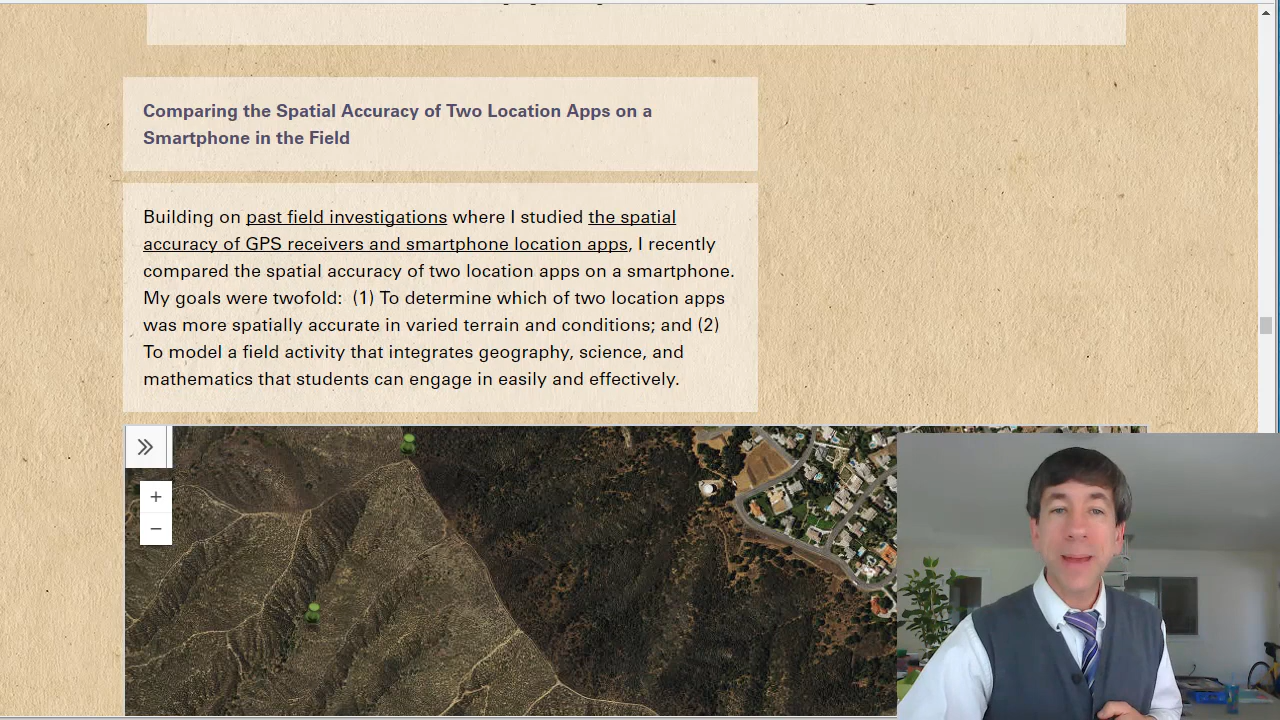 Comparing the Spatial Accuracy of Two Location Apps on a
Smartphone in the Field
Building on past field investigations where I studied the spatial
accuracy of GPS receivers and smartphone location apps, I recently
compared the spatial accuracy of two location apps on a smartphone.
My goals were twofold:  (1) To determine which of two location apps
was more spatially accurate in varied terrain and conditions; and (2)
To model a field activity that integrates geography, science, and
mathematics that students can engage in easily and effectively.